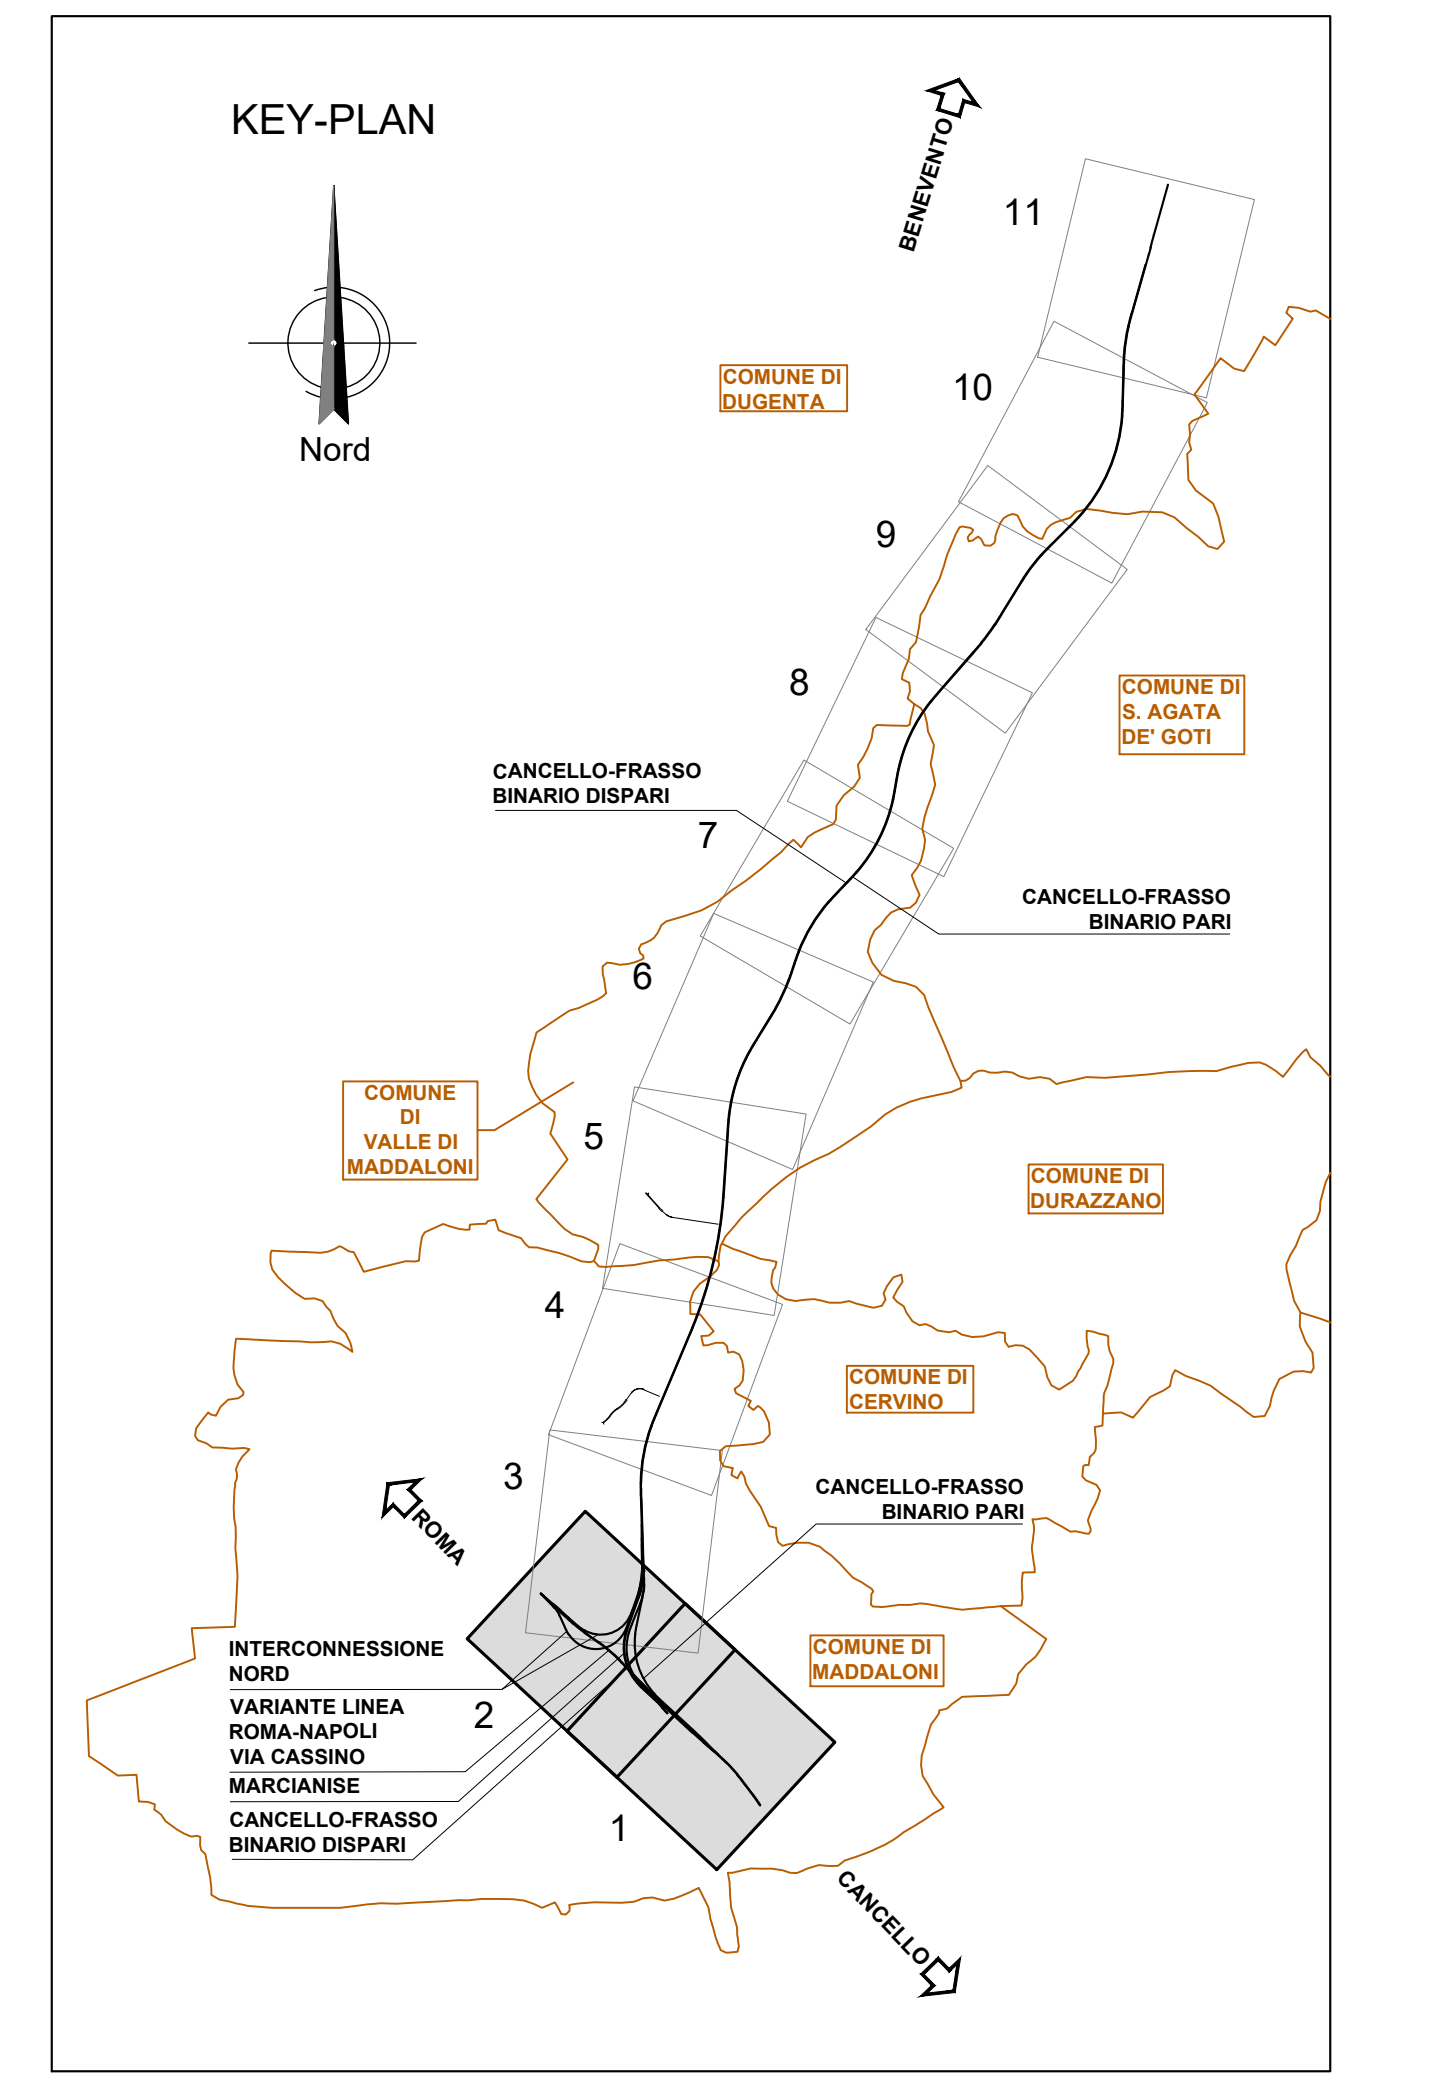 KEY-PLAN
BENEVENTO
11
COMUNE DI
DUGENTA
10
Nord
9
8
COMUNE DI
S. AGATA
DE' GOTI
CANCELLO-FRASSO
BINARIO DISPARI
7
CANCELLO-FRASSO
BINARIO PARI
6
COMUNE
DI
VALLE DI
MADDALONI
5
COMUNE DI
DURAZZANO
4
COMUNE DI
CERVINO
3
CANCELLO-FRASSO
BINARIO PARI
ROMA
INTERCONNESSIONE
NORD
COMUNE DI
MADDALONI
2
VARIANTE LINEA
ROMA-NAPOLI
VIA CASSINO
MARCIANISE
CANCELLO-FRASSO
BINARIO DISPARI
1
CANCELLO